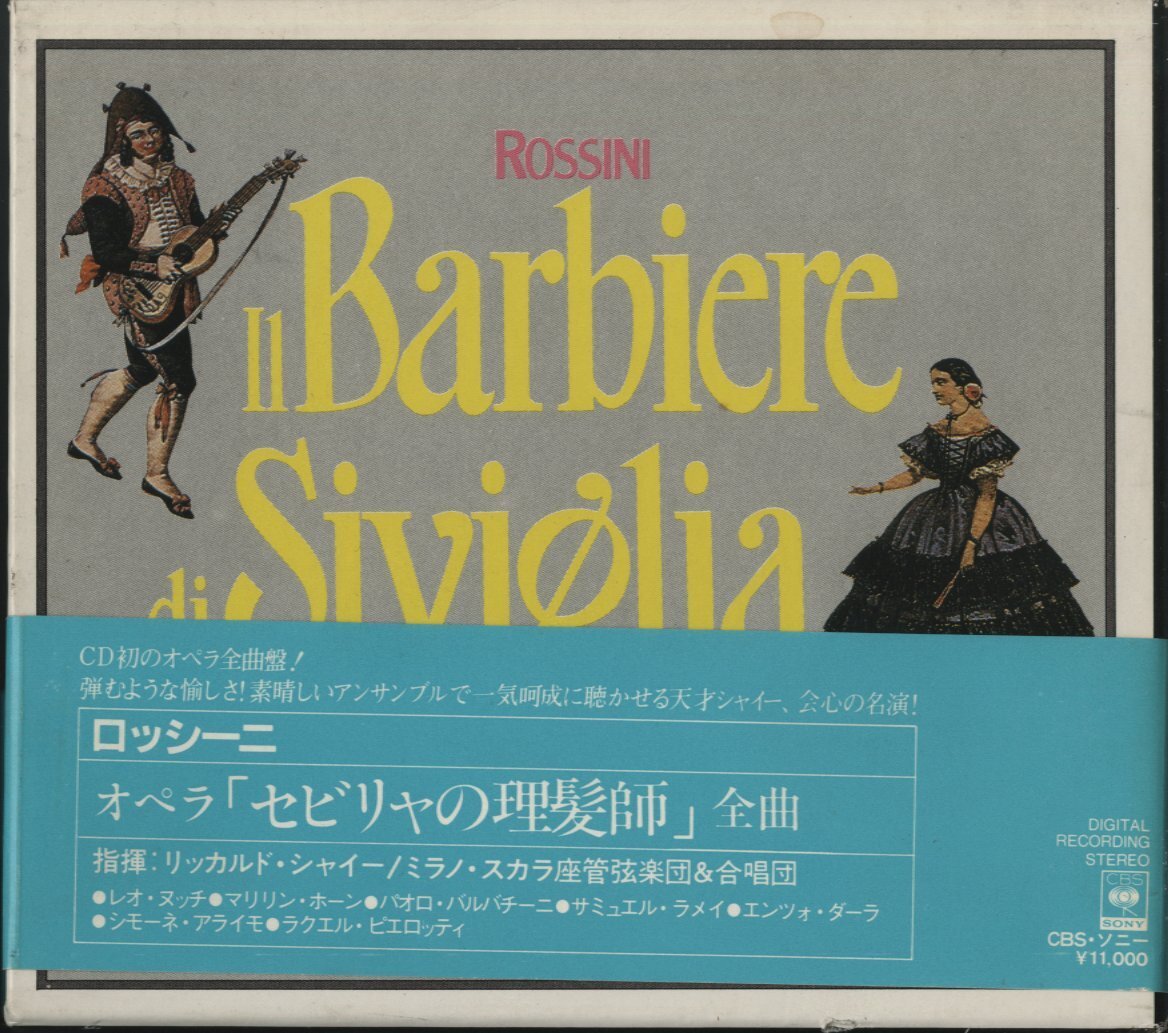 ROSSINI
Il Barbiere
di Siviglia
CD初のオペラ全曲盤!
弾むような愉しさ!素晴しいアンサンブルで一気呵成に聴かせる天才シャイー、会心の名演!
ロッシーニ
オペラ「セビリャの理髪師」全曲
指揮:リッカルド・シャイー/ミラノ・スカラ座管弦楽団&合唱団
●レオ・ヌッチ●マリリン・ホーン●パオロ・バルバチーニ●サミュエル・ラメイ●エンツォ・ダーラ
●シモーネ・アライモ●ラクエル・ピエロッティ
DIGITAL
RECORDING
STEREO
CBS
SONY
CBS・ソニー
¥11,000